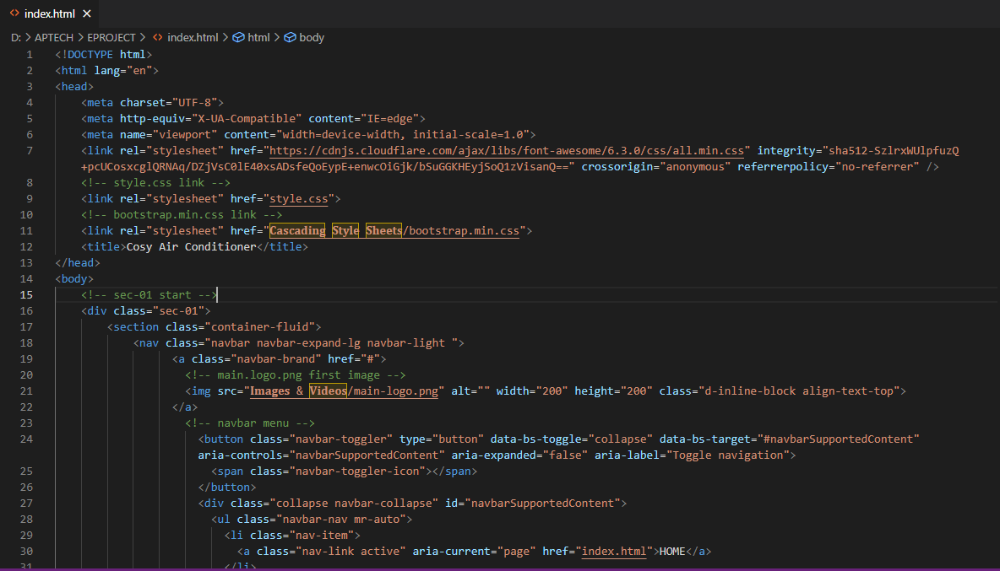 index.html ×
D: > APTECH > EPROJECT > <> index.html > html > body
1 <!DOCTYPE html>
2 <html lang="en">
3 <head>
4 <meta charset="UTF-8">
5 <meta http-equiv="X-UA-Compatible" content="IE=edge">
6 <meta name="viewport" content="width=device-width, initial-scale=1.0">
7 <link rel="stylesheet" href="https://cdnjs.cloudflare.com/ajax/libs/font-awesome/6.3.0/css/all.min.css" integrity="sha512-SzlrxWUlpfuzQ
+pcUCosxcglQRNAq/DZjVsC0lE40xsADsfeQoEypE+enwcOiGjk/bSuGGKHEyjSoQ1zVisanQ==" crossorigin="anonymous" referrerpolicy="no-referrer" />
8 <!-- style.css link -->
9 <link rel="stylesheet" href="style.css">
10 <!-- bootstrap.min.css link -->
11 <link rel="stylesheet" href="Cascading Style Sheets/bootstrap.min.css">
12 <title>Cosy Air Conditioner</title>
13 </head>
14 <body>
15 <!-- sec-01 start -->
16 <div class="sec-01">
17 <section class="container-fluid">
18 <nav class="navbar navbar-expand-lg navbar-light ">
19 <a class="navbar-brand" href="#">
20 <!-- main.logo.png first image -->
21 <img src="Images & Videos/main-logo.png" alt="" width="200" height="200" class="d-inline-block align-text-top">
22 </a>
23 <!-- navbar menu -->
24 <button class="navbar-toggler" type="button" data-bs-toggle="collapse" data-bs-target="#navbarSupportedContent"
aria-controls="navbarSupportedContent" aria-expanded="false" aria-label="Toggle navigation">
25 <span class="navbar-toggler-icon"></span>
26 </button>
27 <div class="collapse navbar-collapse" id="navbarSupportedContent">
28 <ul class="navbar-nav mr-auto">
29 <li class="nav-item">
30 <a class="nav-link active" aria-current="page" href="index.html">HOME</a>
31 </li>